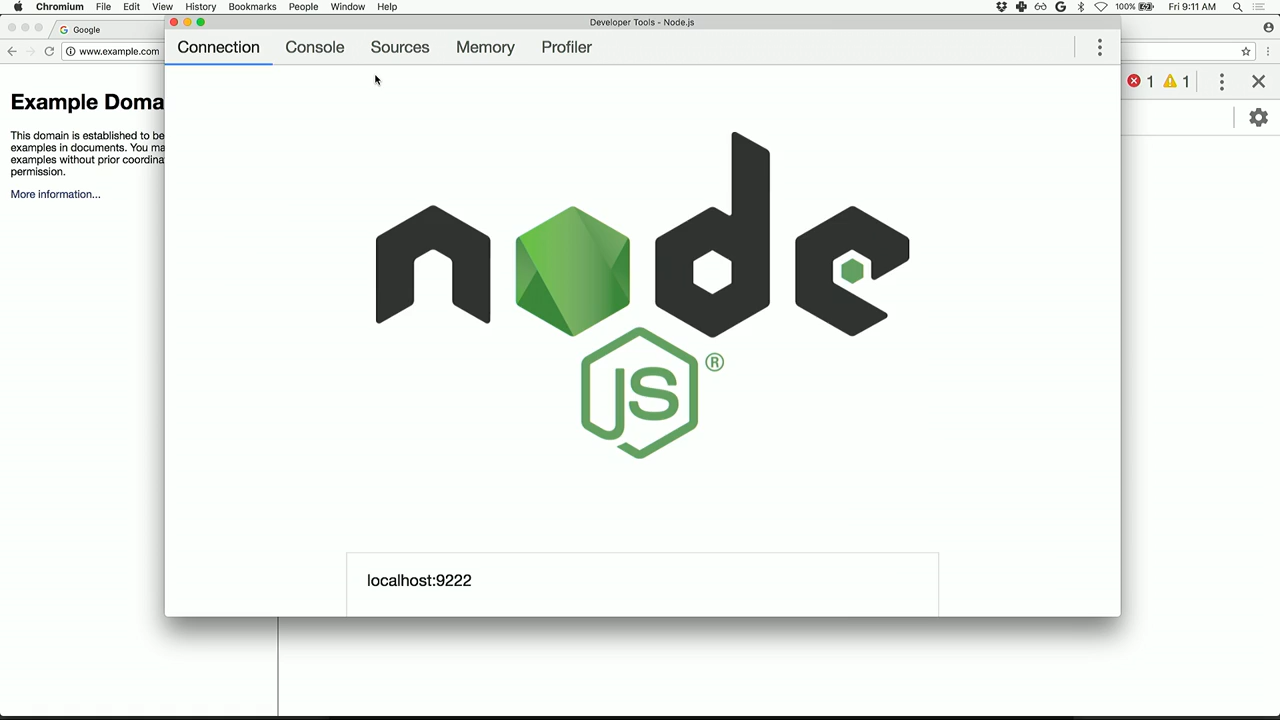 Chromium File Edit View History Bookmarks People Window Help 100% Fri 9:11 AM
Developer Tools - Node.js
Google
www.example.com
Connection Console Sources Memory Profiler
1 1
Example Doma
This domain is established to be
examples in documents. You ma
examples without prior coordina
permission.
More information...
node
JS®
localhost:9222